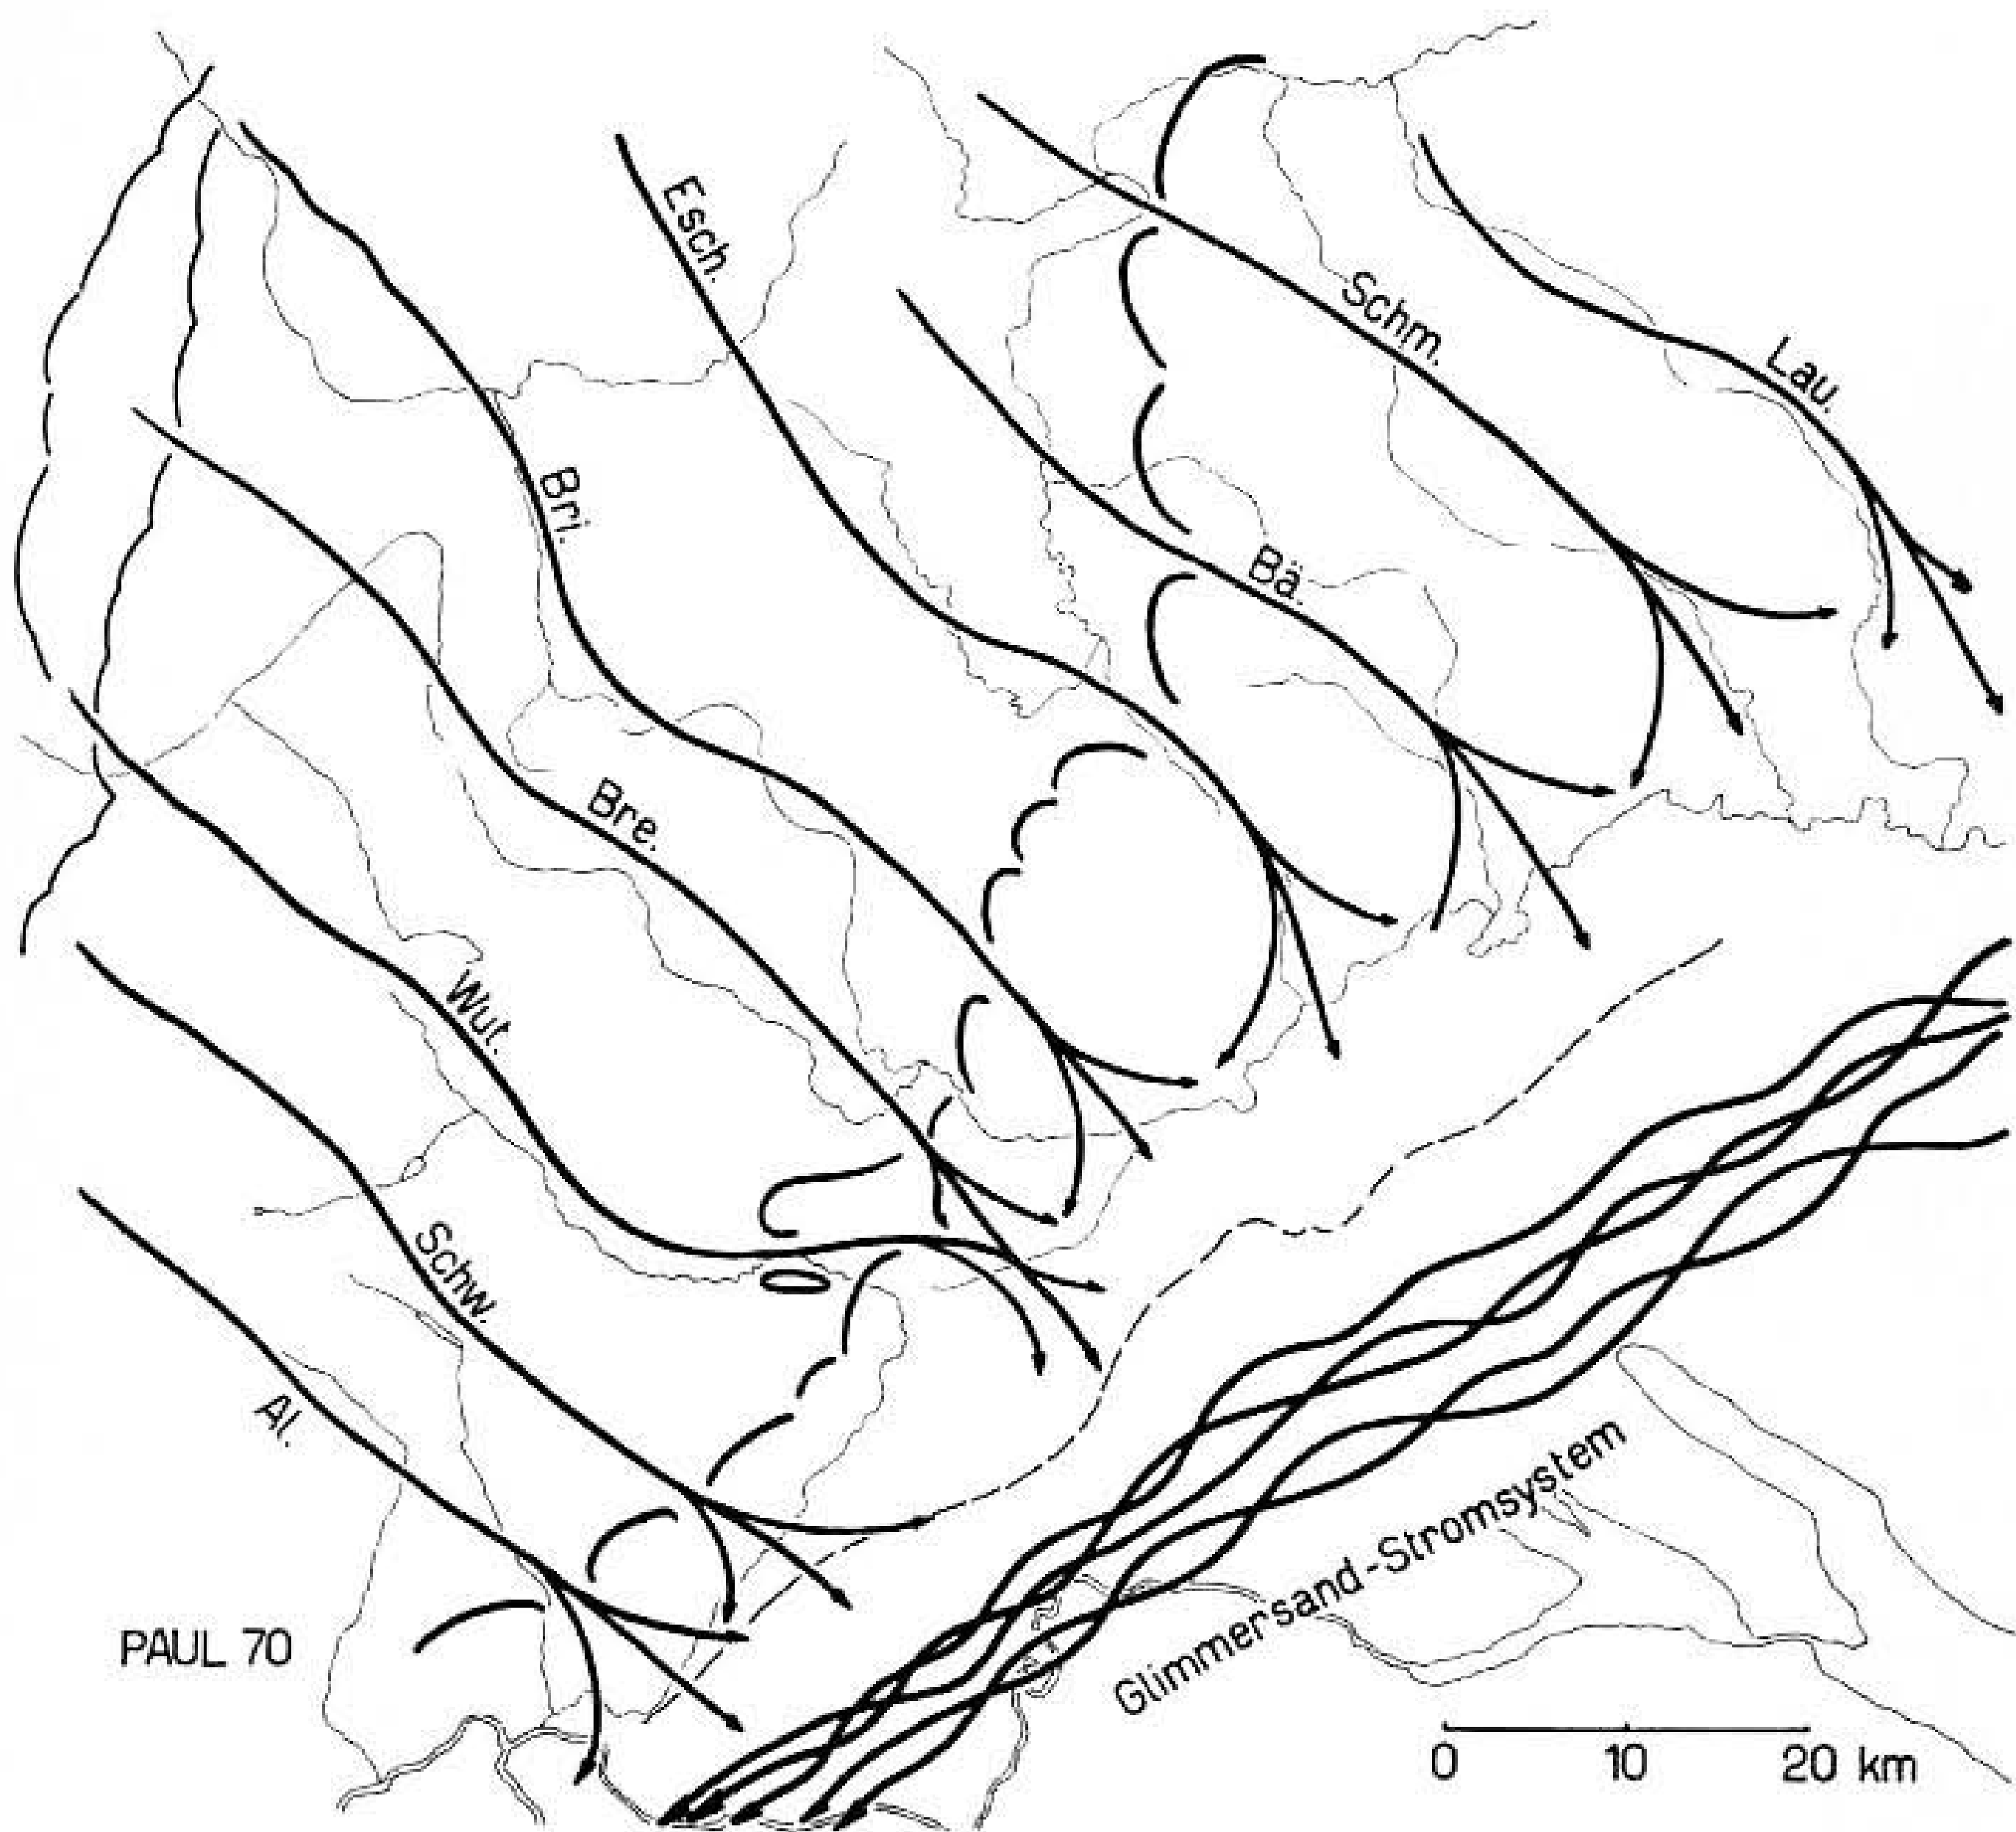 Esch.
Schm.
Lau.
Bri.
Bä.
Bre.
Wut.
Schw.
Al.
Glimmersand-Stromsystem
PAUL 70
0 10 20 km